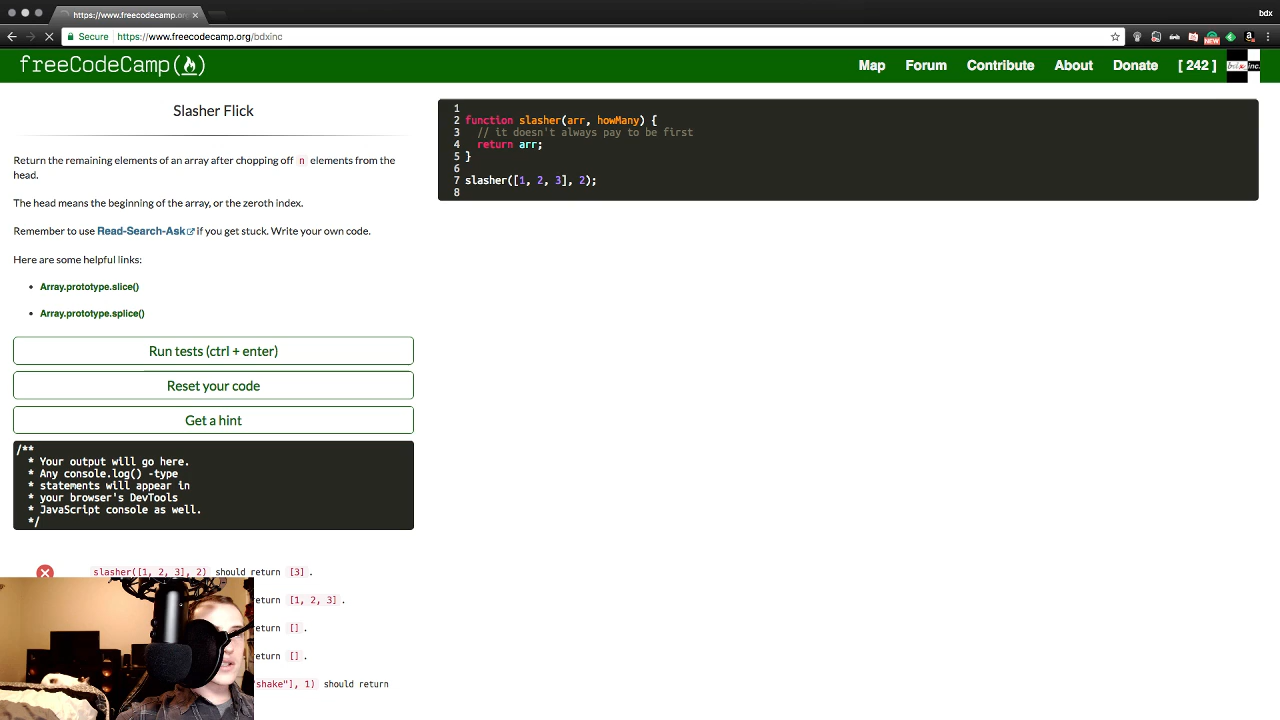 https://www.freecodecamp.or
bdx
Secure https://www.freecodecamp.org/bdxinc
NEW
freeCodeCamp
Map Forum Contribute About Donate [ 242 ]
bdx inc.
Slasher Flick
Return the remaining elements of an array after chopping off n elements from the
head.
The head means the beginning of the array, or the zeroth index.
Remember to use Read-Search-Ask if you get stuck. Write your own code.
Here are some helpful links:
Array.prototype.slice()
Array.prototype.splice()
Run tests (ctrl + enter)
Reset your code
Get a hint
/**
* Your output will go here.
* Any console.log() -type
* statements will appear in
* your browser's DevTools
* JavaScript console as well.
*/
slasher([1, 2, 3], 2) should return [3] .
eturn [1, 2, 3] .
eturn [] .
eturn [] .
"shake"], 1) should return
1
2 function slasher(arr, howMany) {
3 // it doesn't always pay to be first
4 return arr;
5 }
6
7 slasher([1, 2, 3], 2);
8